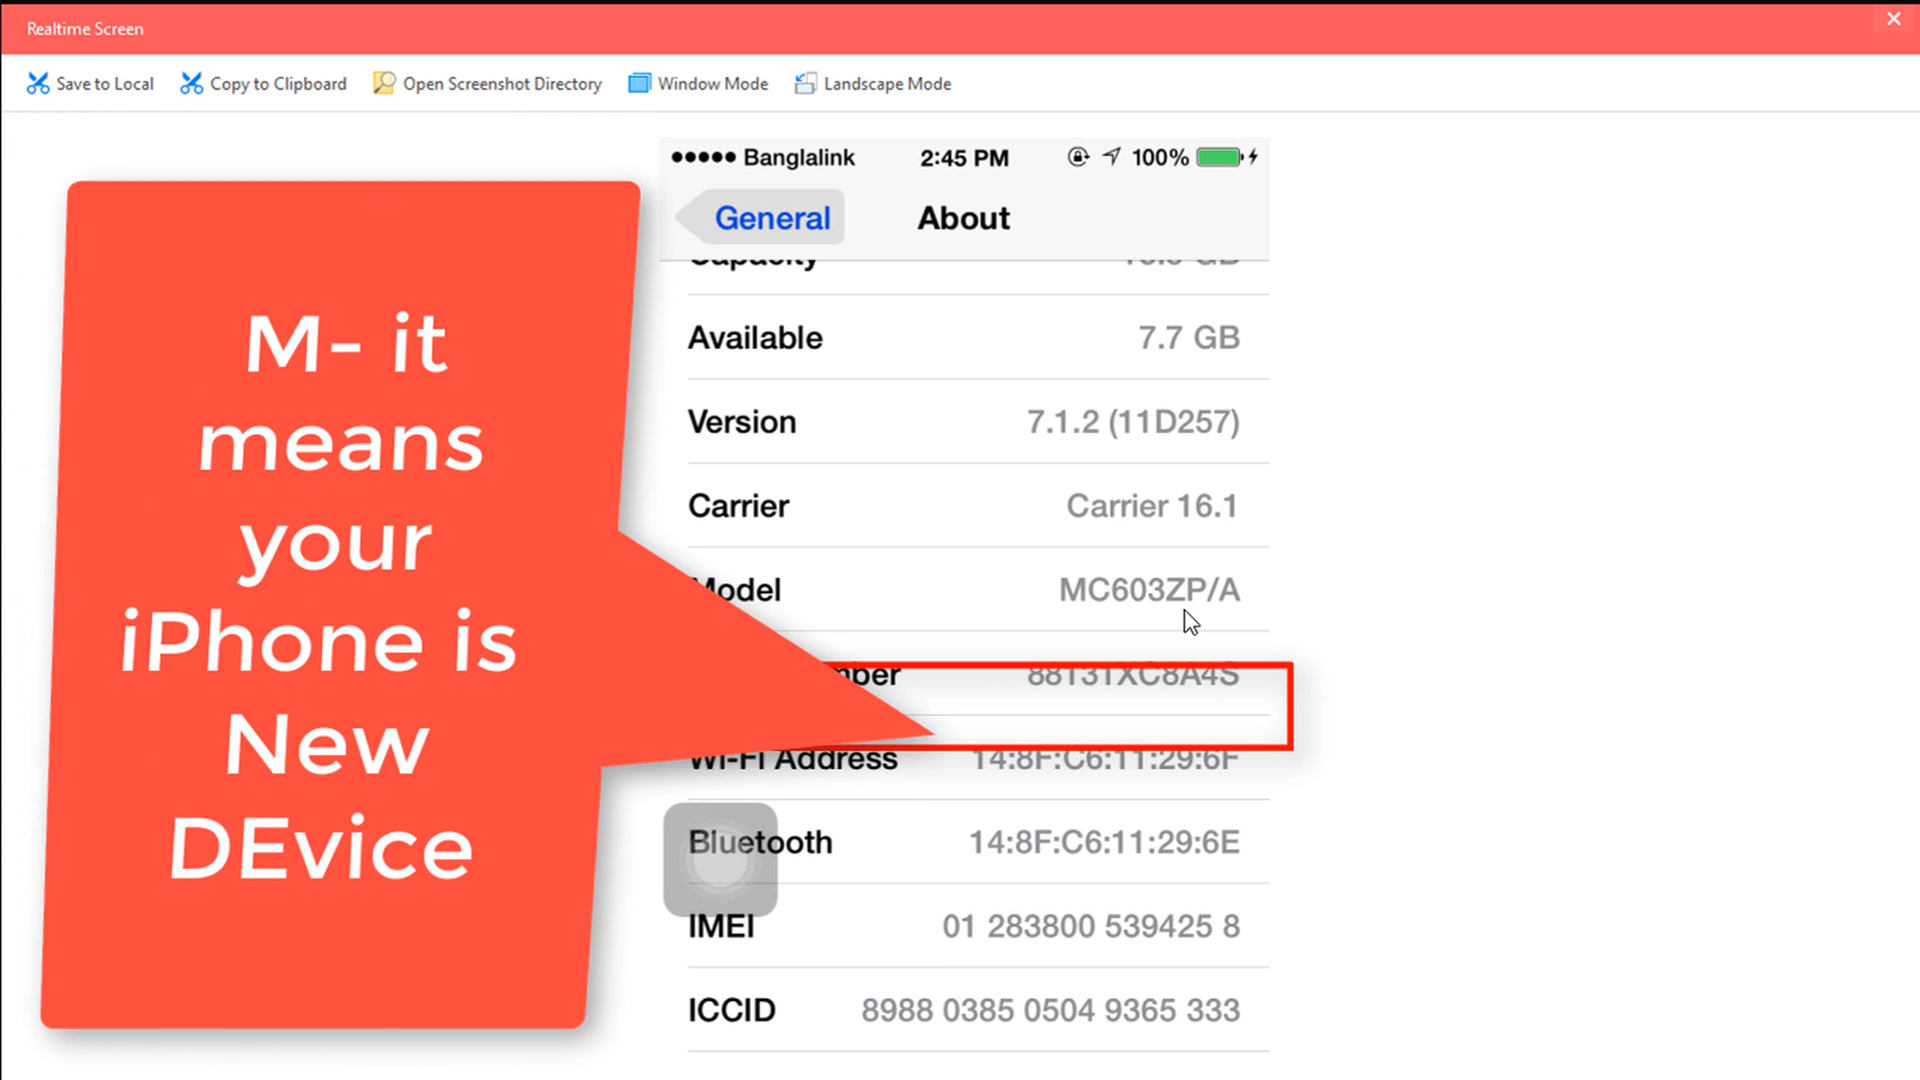 Realtime Screen
Save to Local Copy to Clipboard Open Screenshot Directory Window Mode Landscape Mode
Banglalink 2:45 PM 100%
General About
Capacity GB
Available 7.7 GB
Version 7.1.2 (11D257)
Carrier Carrier 16.1
Model MC603ZP/A
88131XC8A4S
Wi-Fi Address 14:8F:C6:11:29:6F
Bluetooth 14:8F:C6:11:29:6E
IMEI 01 283800 539425 8
ICCID 8988 0385 0504 9365 333
M- it
means
your
iPhone is
New
DEvice